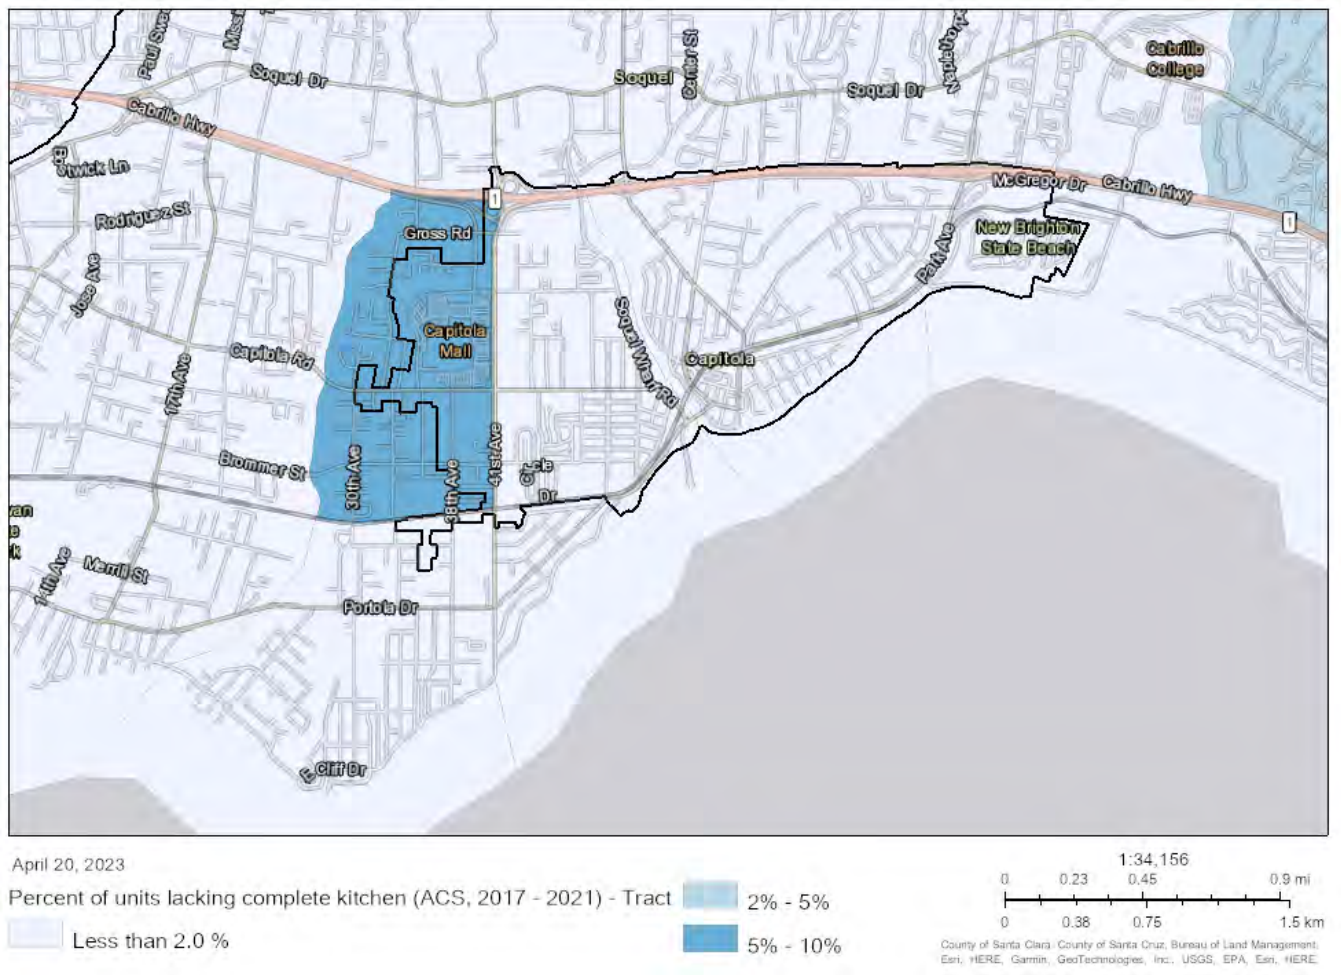 Paul Swe
Missi
Soquel Dr
Soquel
Center St
Soquel Dr
Naplethorpe
Cabrillo
College
Cabrillo Hwy
twick Ln
Rodriguez St
1
McGregor Dr
Cabrillo Hwy
1
Gross Rd
New Brighton
State Beach
Park Ave
Jose Ave
Capitola
Mall
Soquel Wharf Rd
Capitola Rd
Capitola
17th Ave
Brommer St
30th Ave
38th Ave
41st Ave
Circle
Dr
van
e
k
14th Ave
Merrill St
Portola Dr
E Cliff Dr
April 20, 2023
Percent of units lacking complete kitchen (ACS, 2017 - 2021) - Tract
Less than 2.0 %
2% - 5%
5% - 10%
1:34,156
0 0.23 0.45 0.9 mi
0 0.38 0.75 1.5 km
County of Santa Clara, County of Santa Cruz, Bureau of Land Management,
Esri, HERE, Garmin, GeoTechnologies, Inc., USGS, EPA, Esri, HERE,